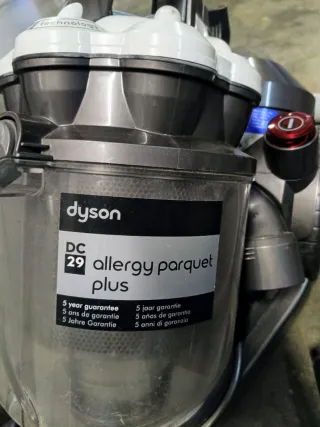 technology
dyson
DC
29
allergy parquet
plus
5 year guarantee
5 ans de garantie
5 Jahre Garantie
5 jaar garantie
5 años de garantía
5 anni di garanzia